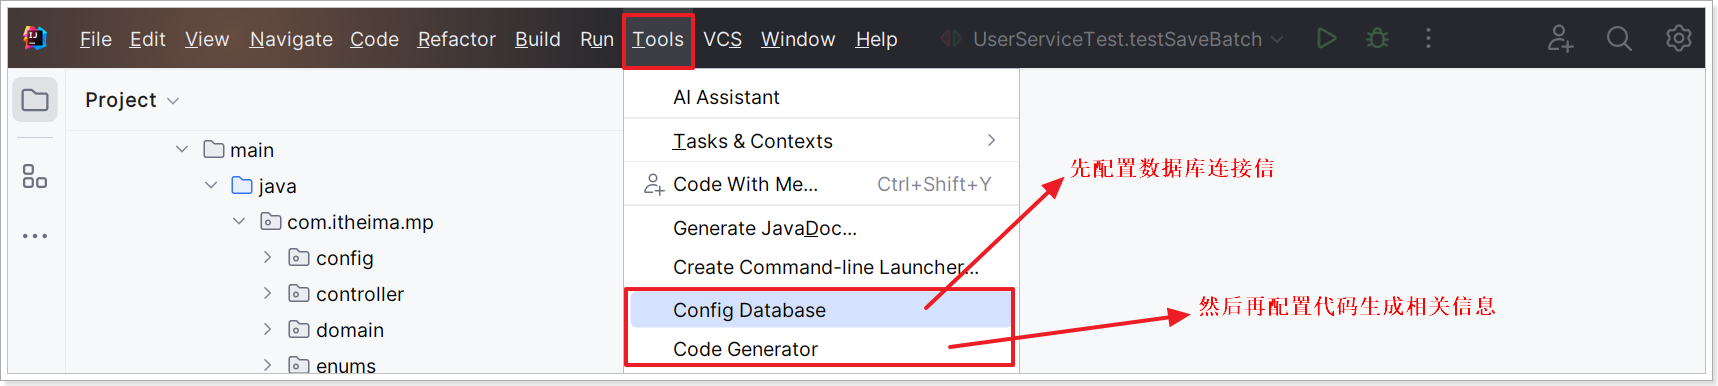 File Edit View Navigate Code Refactor Build Run Tools VCS Window Help UserServiceTest.testSaveBatch
Project
main
java
com.itheima.mp
config
controller
domain
enums
AI Assistant
Tasks & Contexts
Code With Me... Ctrl+Shift+Y
Generate JavaDoc...
Create Command-line Launcher...
Config Database
Code Generator
先配置数据库连接信
然后再配置代码生成相关信息